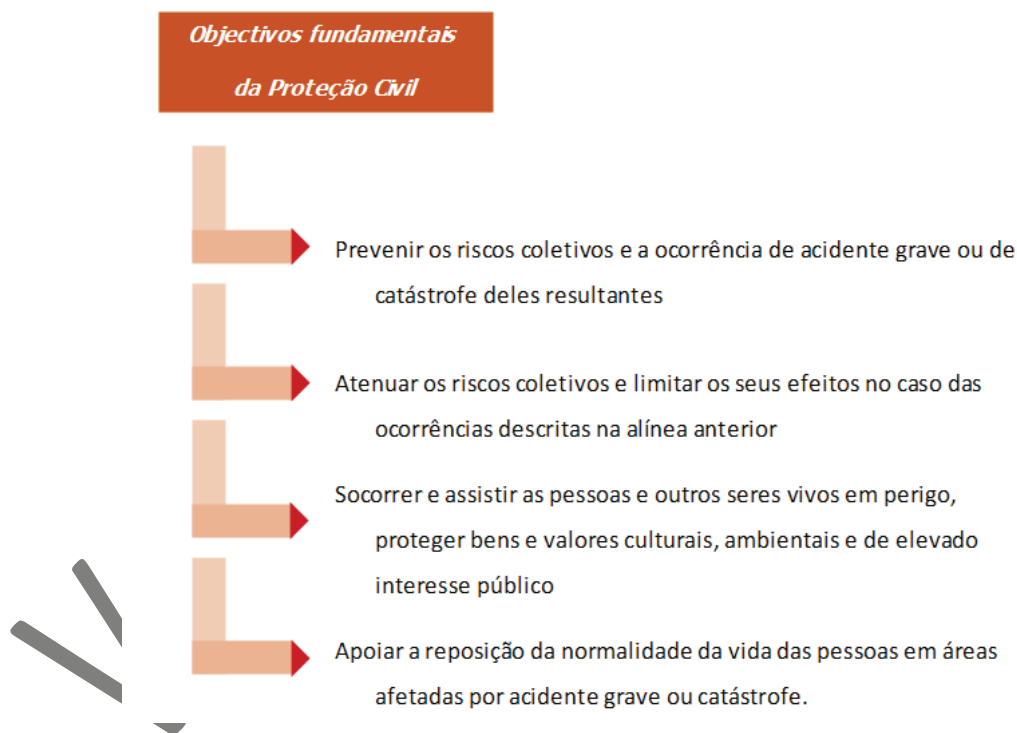 Objectivos fundamentais
da Proteção Civil
Prevenir os riscos coletivos e a ocorrência de acidente grave ou de
catástrofe deles resultantes
Atenuar os riscos coletivos e limitar os seus efeitos no caso das
ocorrências descritas na alínea anterior
Socorrer e assistir as pessoas e outros seres vivos em perigo,
proteger bens e valores culturais, ambientais e de elevado
interesse público
Apoiar a reposição da normalidade da vida das pessoas em áreas
afetadas por acidente grave ou catástrofe.